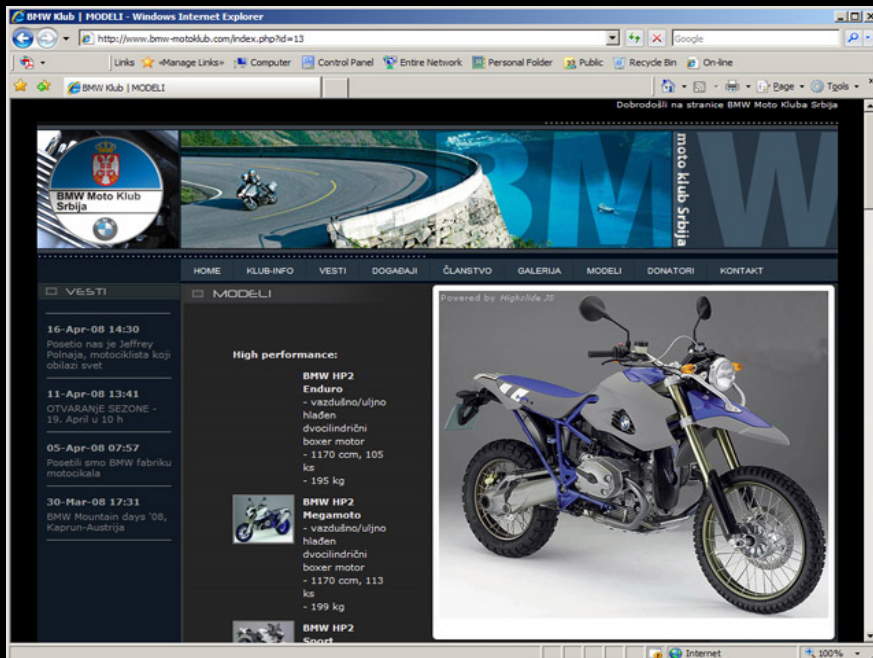 BMW Klub | MODELI - Windows Internet Explorer
http://www.bmw-motoklub.com/index.php?id=13
Google
Links «Manage Links» Computer Control Panel Entire Network Personal Folder Public Recycle Bin On-line
BMW Klub | MODELI
Page Tools
Dobrodošli na stranice BMW Moto Kluba Srbija
BMW Moto Klub
Srbija
BMW
moto klub Srbija
HOME KLUB-INFO VESTI DOGAĐAJI ČLANSTVO GALERIJA MODELI DONATORI KONTAKT
VESTI
16-Apr-08 14:30
Posetio nas je Jeffrey
Polnaja, motociklista koji
obilazi svet
11-Apr-08 13:41
OTVARANjE SEZONE -
19. April u 10 h
05-Apr-08 07:57
Posetili smo BMW fabriku
motocikala
30-Mar-08 17:31
BMW Mountain days '08,
Kaprun-Austrija
MODELI
High performance:
BMW HP2
Enduro
- vazdušno/uljno
hlađen
dvocilindrični
boxer motor
- 1170 ccm, 105
ks
- 195 kg
BMW HP2
Megamoto
- vazdušno/uljno
hlađen
dvocilindrični
boxer motor
- 1170 ccm, 113
ks
- 199 kg
BMW HP2
Sport
Powered by Highslide JS
Internet
100%